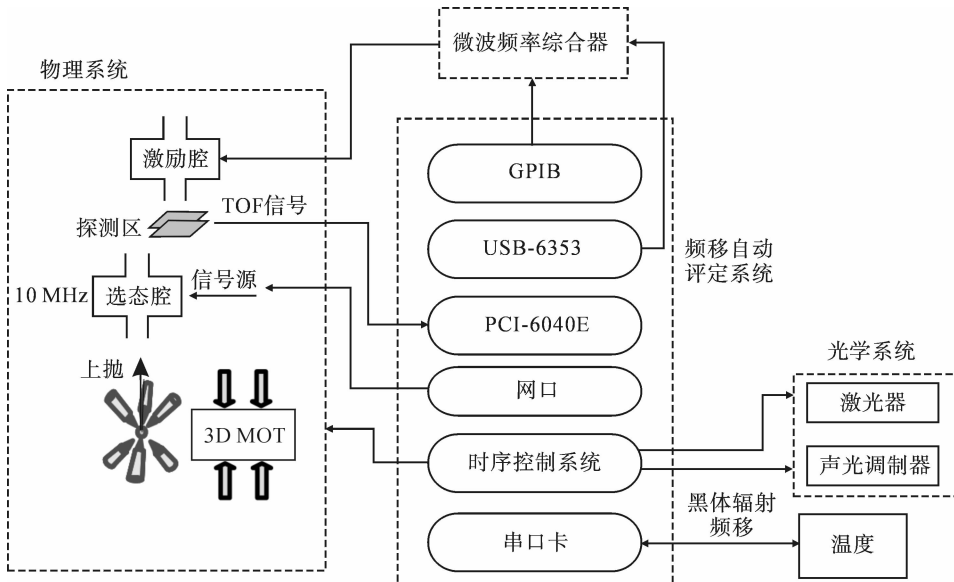 微波频率综合器
物理系统
激励腔
GPIB
TOF信号
探测区
USB-6353
频移自动
评定系统
信号源
10 MHz
选态腔
PCI-6040E
光学系统
上抛
网口
激光器
3D MOT
时序控制系统
声光调制器
黑体辐射
频移
串口卡
温度